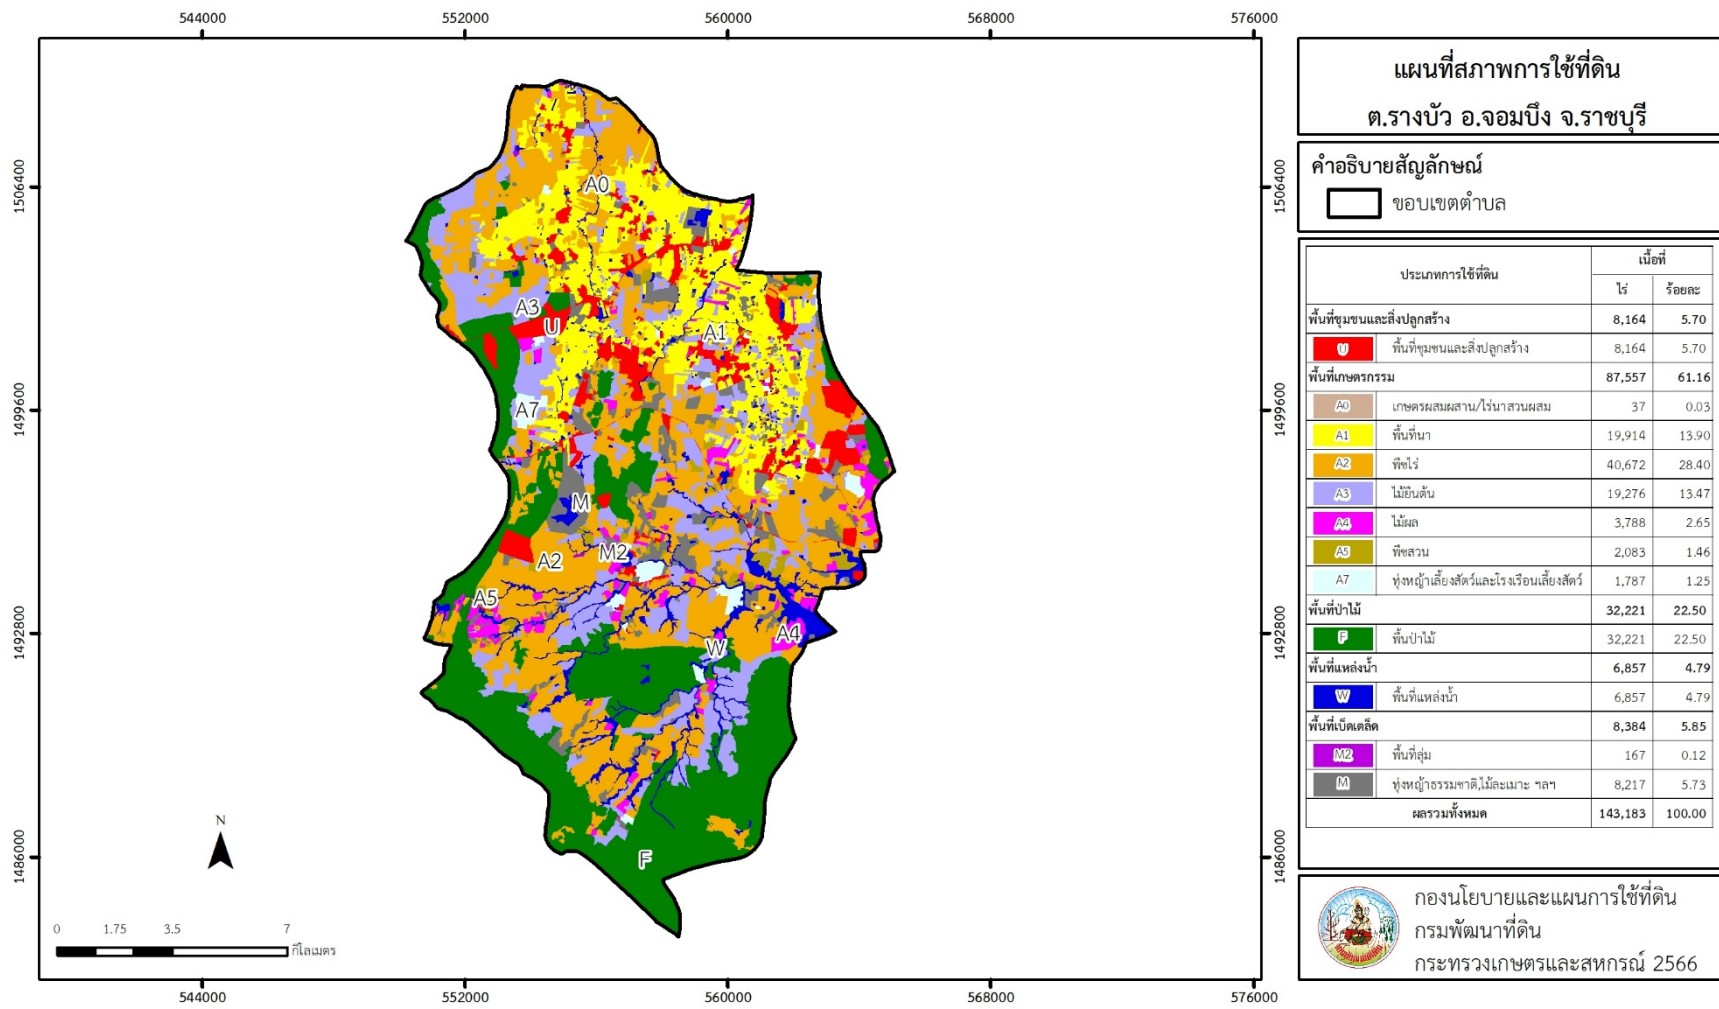 544000 552000 560000 568000 576000
แผนที่สภาพการใช้ที่ดิน
ต.รางบัว อ.จอมบึง จ.ราชบุรี
คำอธิบายสัญลักษณ์
ขอบเขตตำบล
ประเภทการใช้ที่ดิน เนื้อที่
ไร่ ร้อยละ
พื้นที่ชุมชนและสิ่งปลูกสร้าง 8,164 5.70
U พื้นที่ชุมชนและสิ่งปลูกสร้าง 8,164 5.70
พื้นที่เกษตรกรรม 87,557 61.16
A0 เกษตรผสมผสาน/ไร่นาสวนผสม 37 0.03
A1 พื้นที่นา 19,914 13.90
A2 พืชไร่ 40,672 28.40
A3 ไม้ยืนต้น 19,276 13.47
A4 ไม้ผล 3,788 2.65
A5 พืชสวน 2,083 1.46
A7 ทุ่งหญ้าเลี้ยงสัตว์และโรงเรือนเลี้ยงสัตว์ 1,787 1.25
พื้นที่ป่าไม้ 32,221 22.50
F พื้นป่าไม้ 32,221 22.50
พื้นที่แหล่งน้ำ 6,857 4.79
W พื้นที่แหล่งน้ำ 6,857 4.79
พื้นที่เบ็ดเตล็ด 8,384 5.85
M2 พื้นที่ลุ่ม 167 0.12
M ทุ่งหญ้าธรรมชาติ,ไม้ละเมาะ ฯลฯ 8,217 5.73
ผลรวมทั้งหมด 143,183 100.00
กองนโยบายและแผนการใช้ที่ดิน
กรมพัฒนาที่ดิน
กระทรวงเกษตรและสหกรณ์ 2566
1506400 1506400
1499600 1499600
1492800 1492800
1486000 1486000
A0
A3
U
A1
A7
M
M2
A2
A5
A4
W
F
N
0 1.75 3.5 7
กิโลเมตร
544000 552000 560000 568000 576000